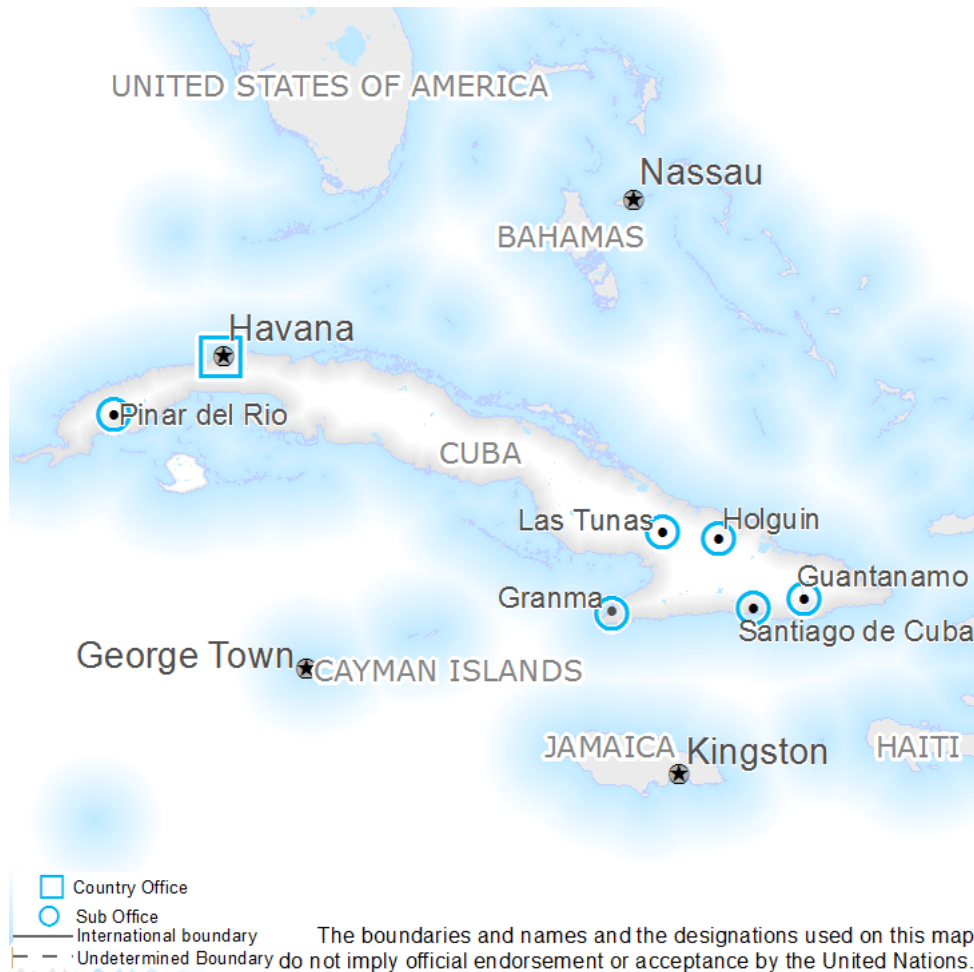 UNITED STATES OF AMERICA
Nassau
BAHAMAS
Havana
Pinar del Rio
CUBA
Las Tunas
Holguin
Guantanamo
Granma
Santiago de Cuba
George Town
CAYMAN ISLANDS
JAMAICA
Kingston
HAITI
Country Office
Sub Office
International boundary
Undetermined Boundary
The boundaries and names and the designations used on this map
do not imply official endorsement or acceptance by the United Nations.